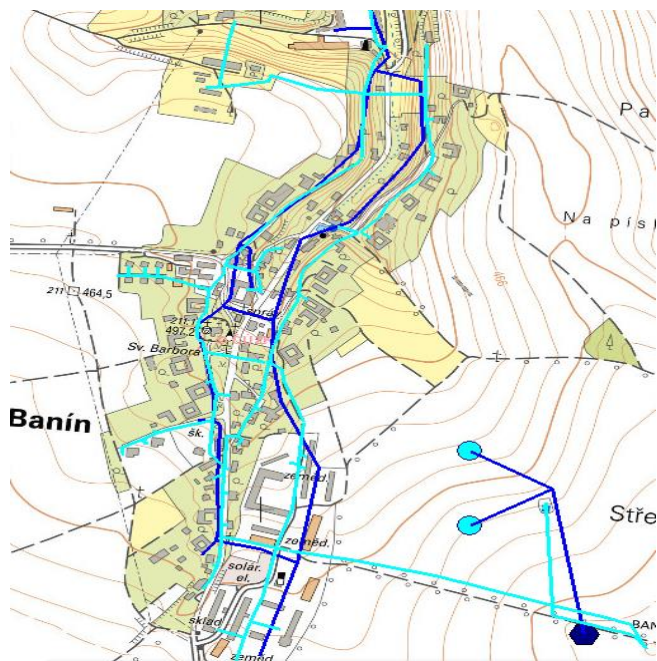 Pa
Na písk
466
211 464,5
211,1
497,2
Sv. Barbora
Banín
šk.
zeměd.
Stře
zeměd.
solár.
el.
BAN
sklad
zeměd.